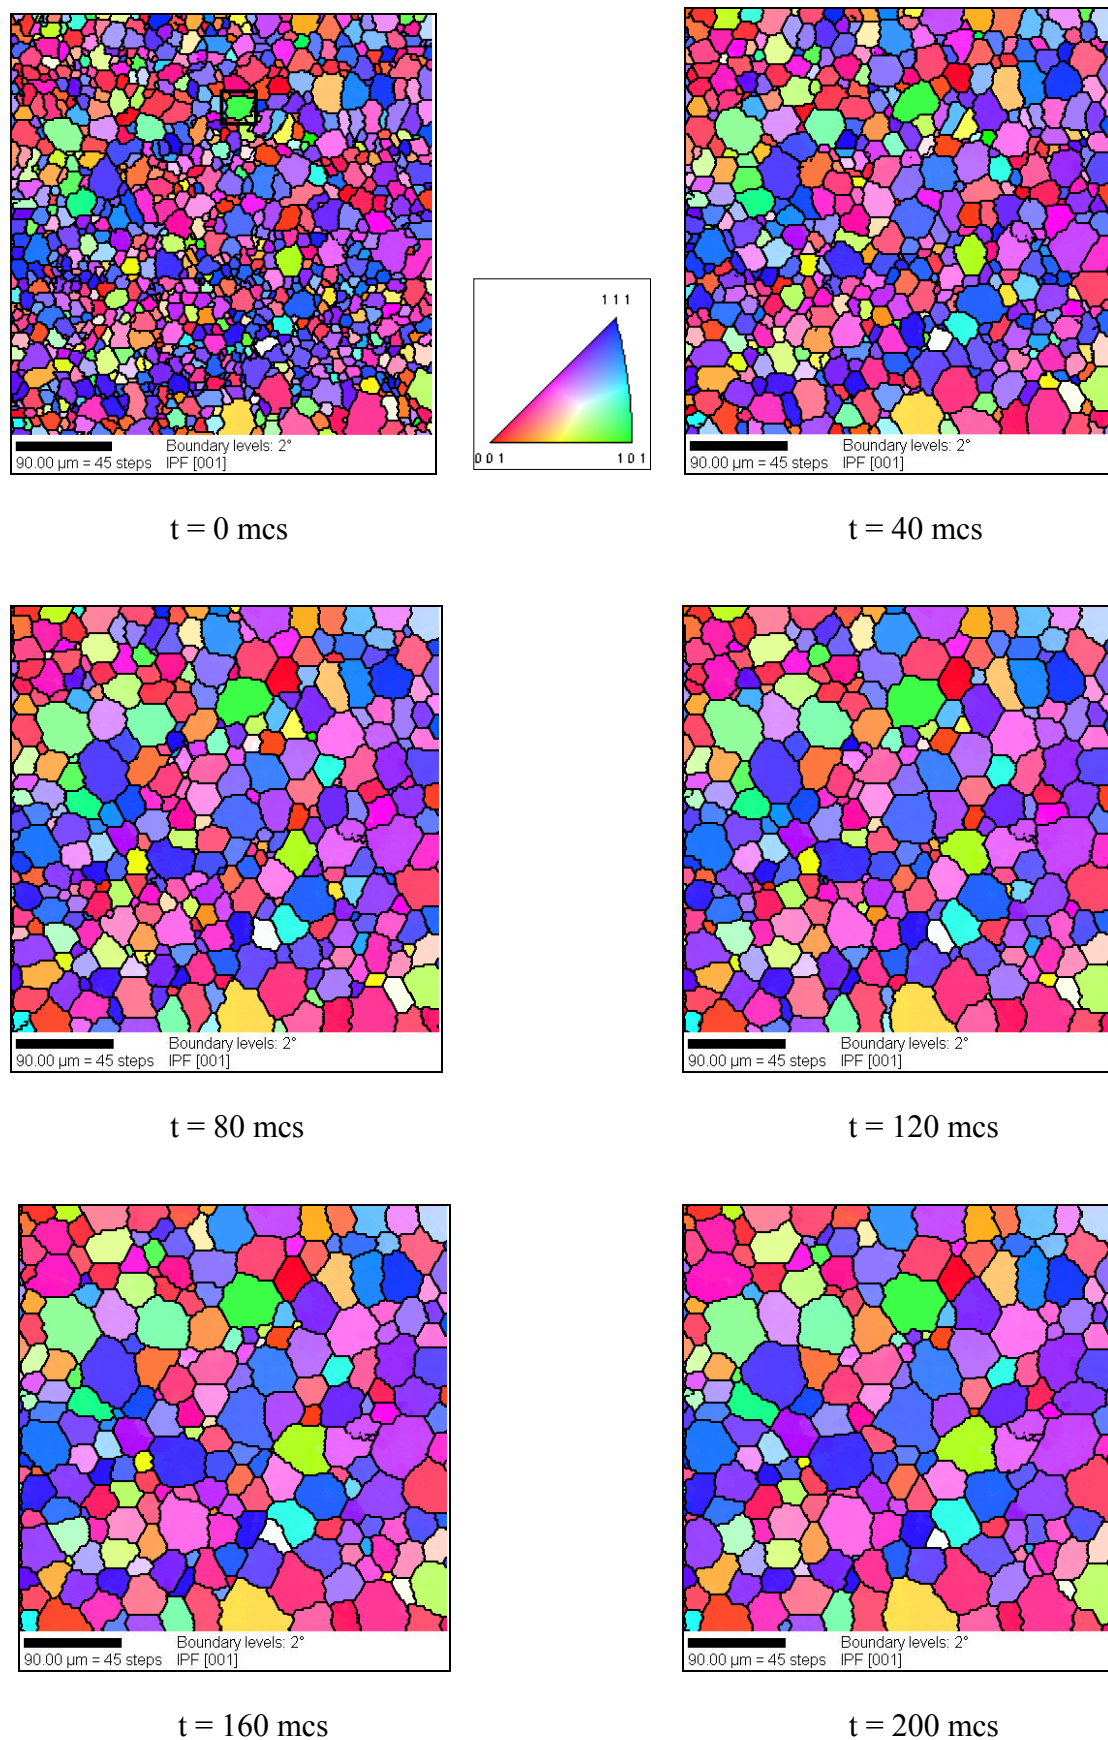 1 1 1
0 0 1
1 0 1
Boundary levels: 2°
90.00 µm = 45 steps IPF [001]
Boundary levels: 2°
90.00 µm = 45 steps IPF [001]
t = 0 mcs
t = 40 mcs
Boundary levels: 2°
90.00 µm = 45 steps IPF [001]
Boundary levels: 2°
90.00 µm = 45 steps IPF [001]
t = 80 mcs
t = 120 mcs
Boundary levels: 2°
90.00 µm = 45 steps IPF [001]
Boundary levels: 2°
90.00 µm = 45 steps IPF [001]
t = 160 mcs
t = 200 mcs